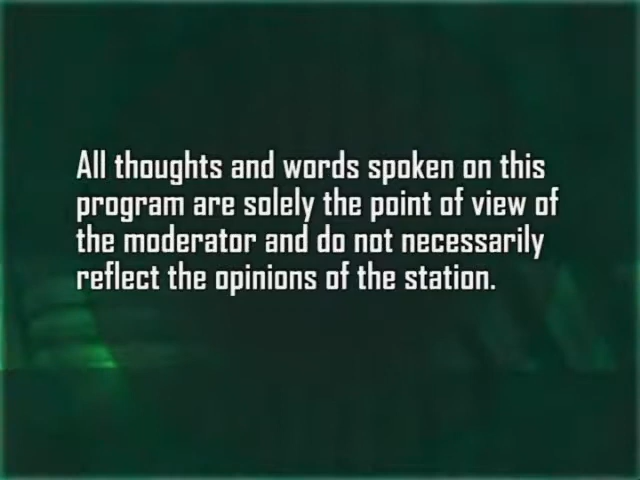 All thoughts and words spoken on this
program are solely the point of view of
the moderator and do not necessarily
reflect the opinions of the station.